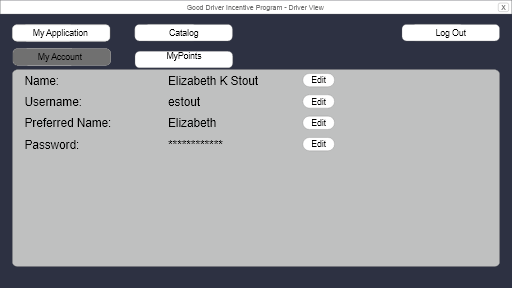 Good Driver Incentive Program - Driver View X
My Application Catalog Log Out
My Account MyPoints
Name: Elizabeth K Stout Edit
Username: estout Edit
Preferred Name: Elizabeth Edit
Password: ************ Edit